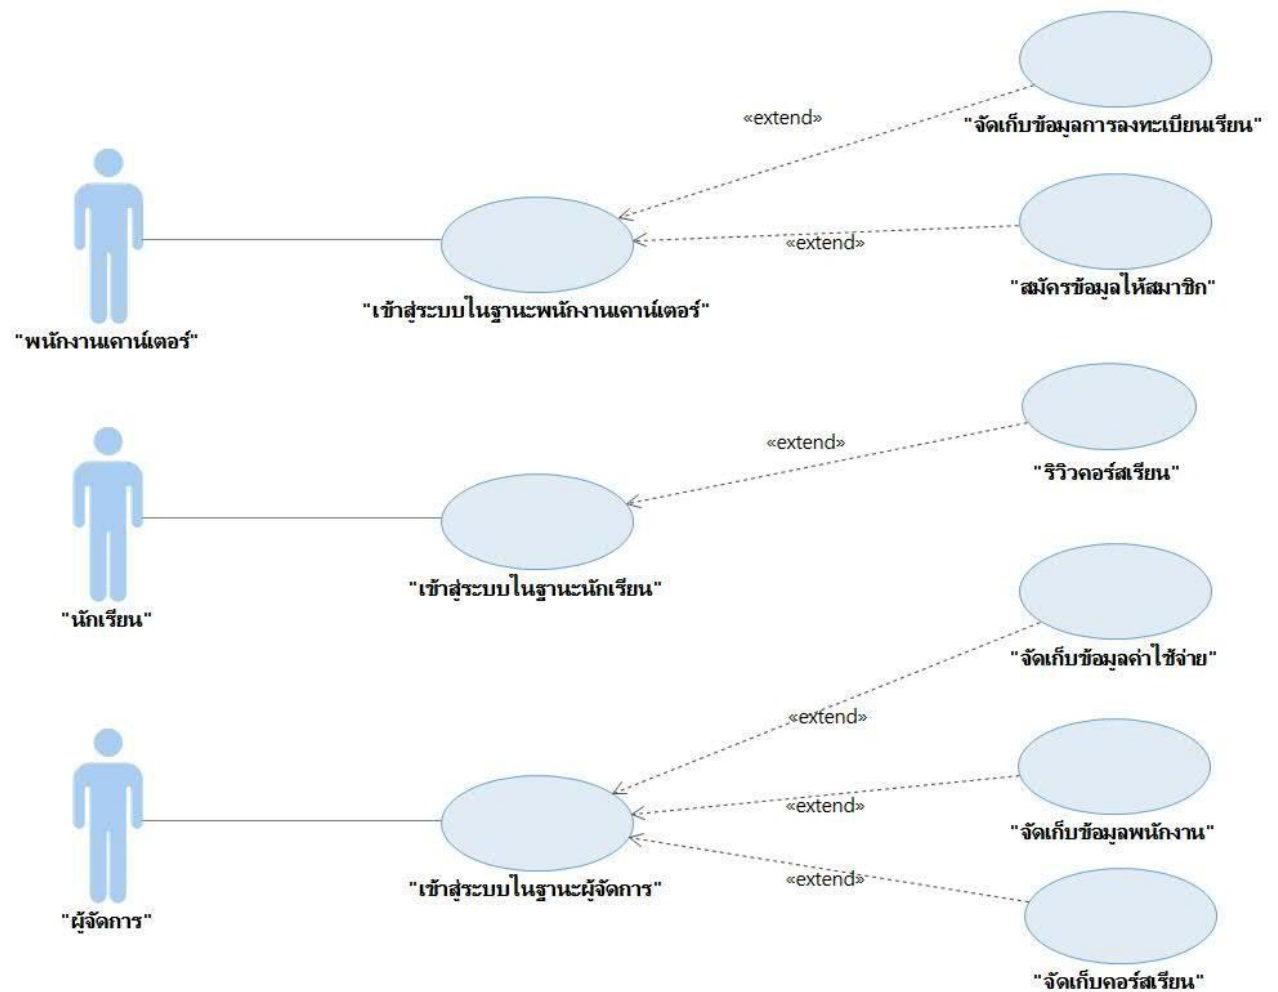 «extend»
"จัดเก็บข้อมูลการลงทะเบียนเรียน"
«extend»
"สมัครข้อมูลให้สมาชิก"
"เข้าสู่ระบบในฐานะพนักงานเคาน์เตอร์"
"พนักงานเคาน์เตอร์"
«extend»
"ริวิวคอร์สเรียน"
"เข้าสู่ระบบในฐานะนักเรียน"
"นักเรียน"
"จัดเก็บข้อมูลค่าใช้จ่าย"
«extend»
«extend»
"จัดเก็บข้อมูลพนักงาน"
«extend»
"เข้าสู่ระบบในฐานะผู้จัดการ"
"ผู้จัดการ"
"จัดเก็บคอร์สเรียน"